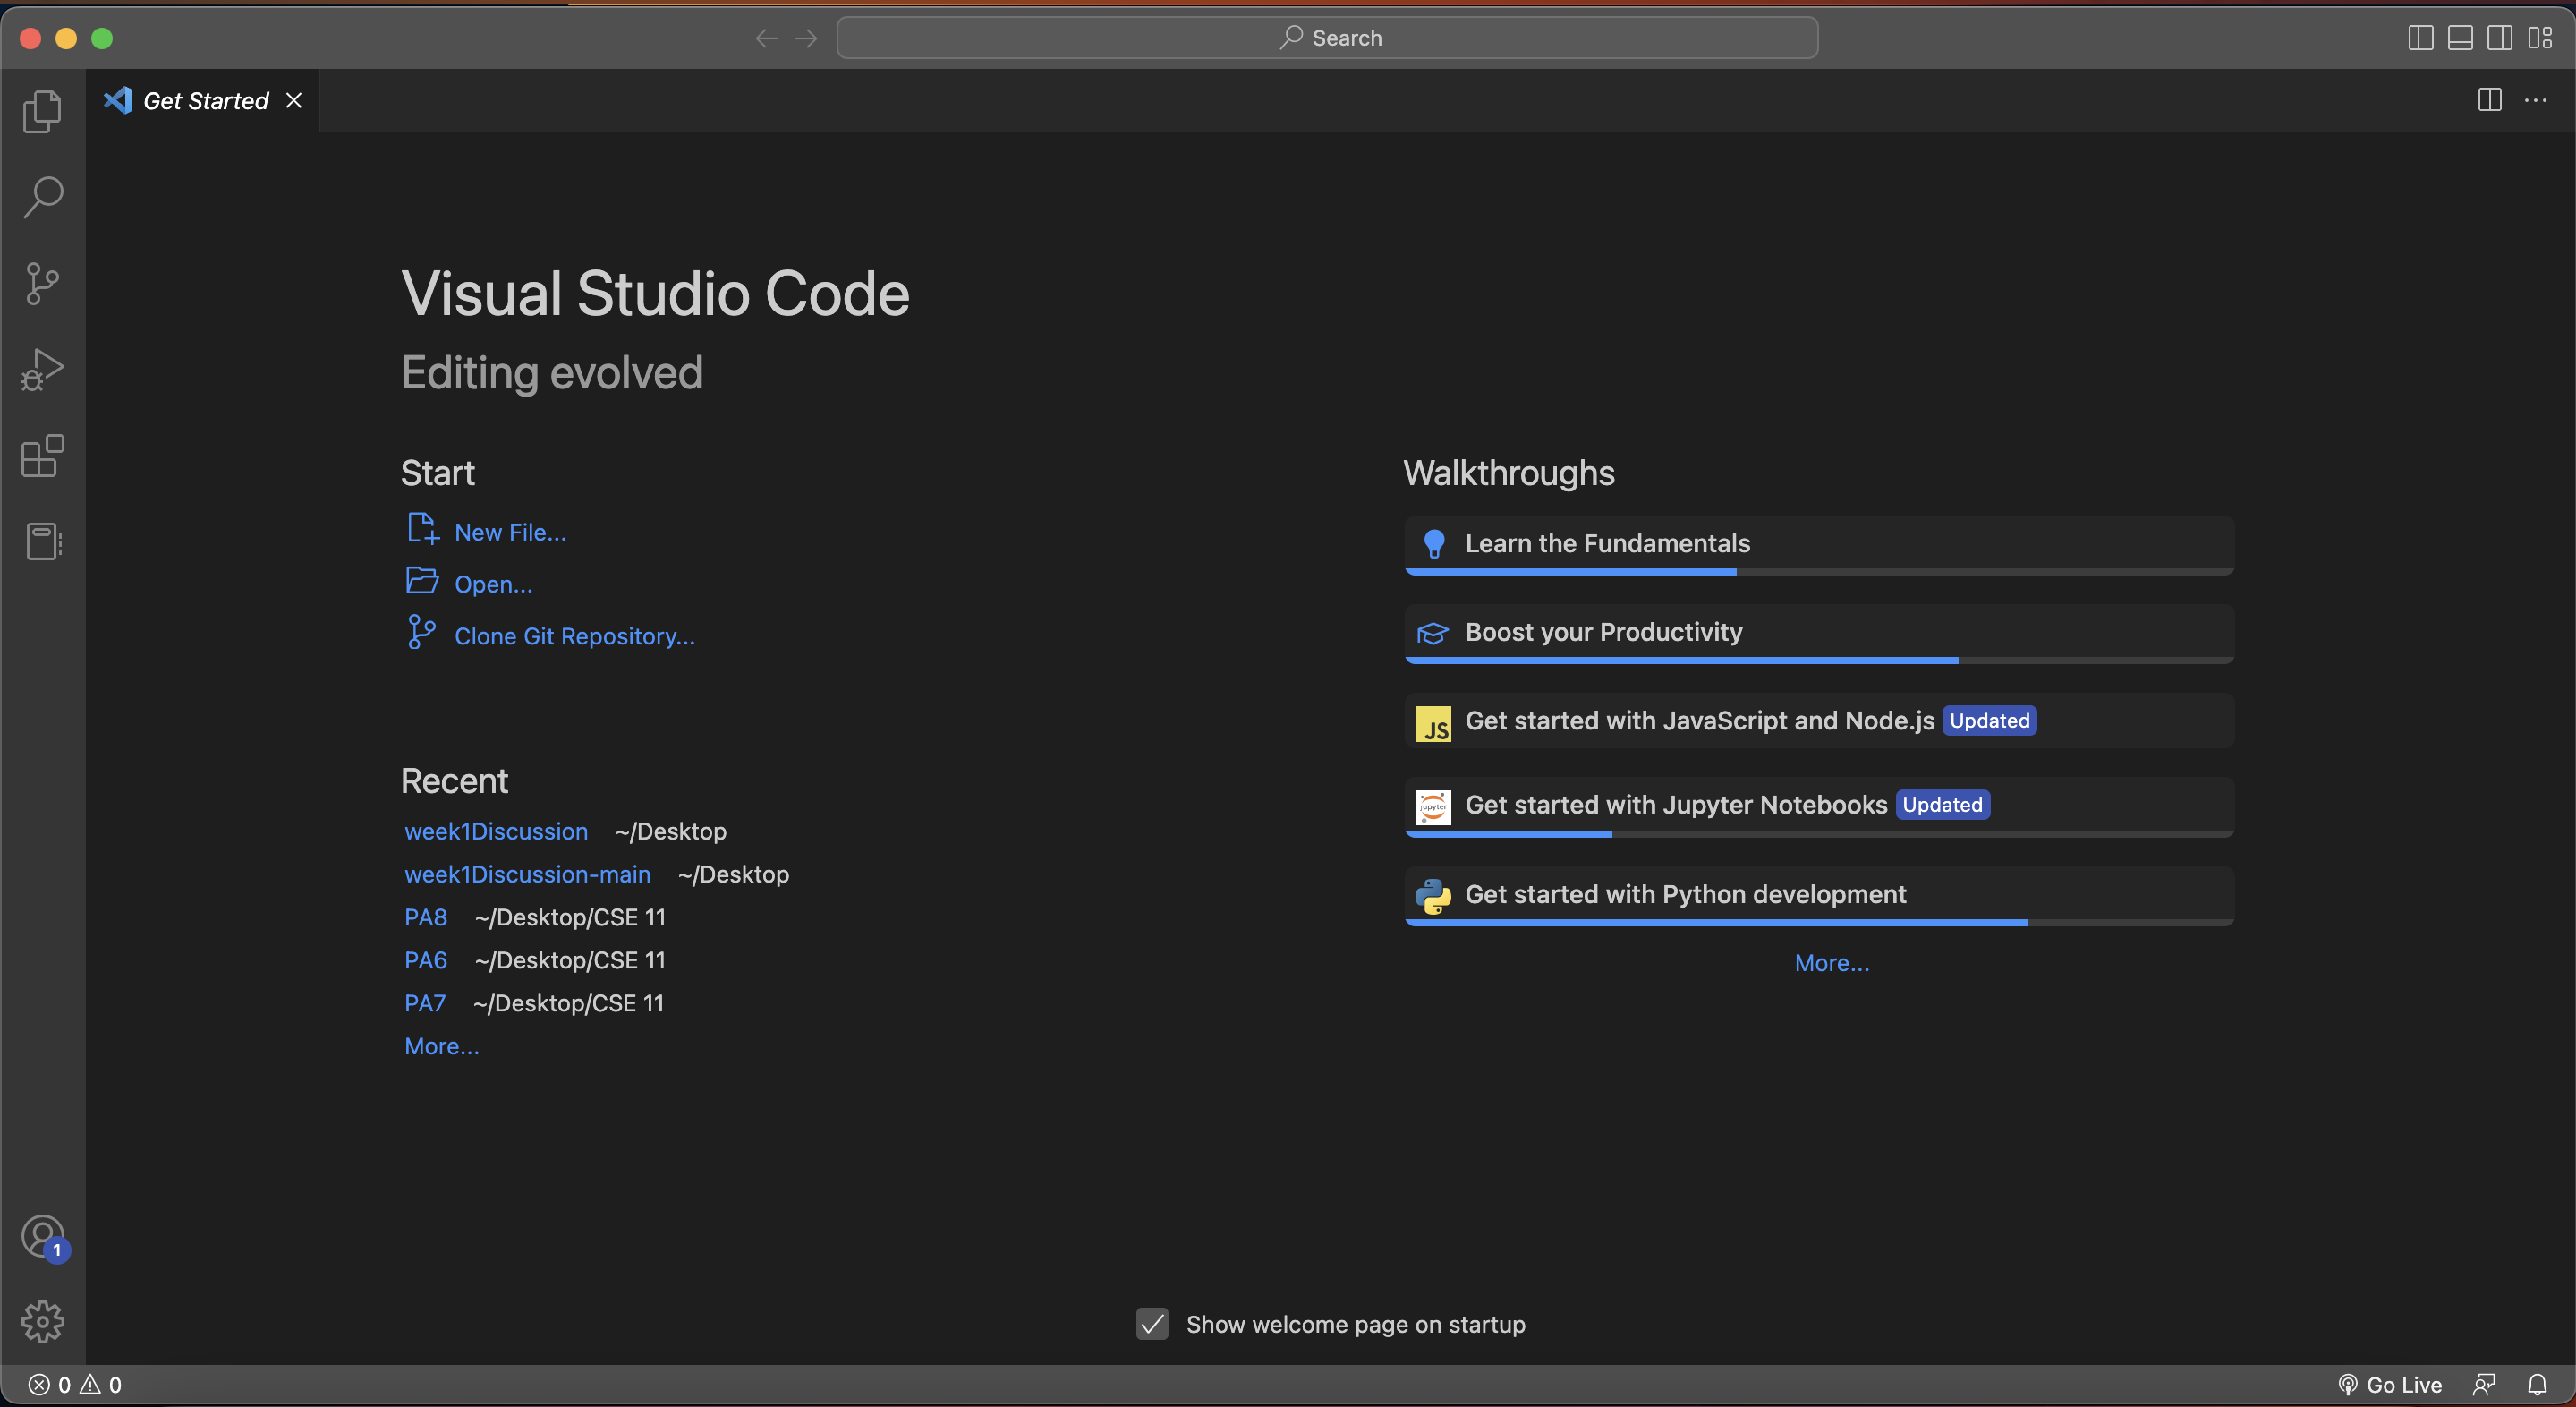 Search
Get Started
Visual Studio Code
Editing evolved
Start
New File...
Open...
Clone Git Repository...
Recent
week1Discussion ~/Desktop
week1Discussion-main ~/Desktop
PA8 ~/Desktop/CSE 11
PA6 ~/Desktop/CSE 11
PA7 ~/Desktop/CSE 11
More...
Walkthroughs
Learn the Fundamentals
Boost your Productivity
JS Get started with JavaScript and Node.js Updated
jupyter Get started with Jupyter Notebooks Updated
Get started with Python development
More...
1
Show welcome page on startup
0 0
Go Live